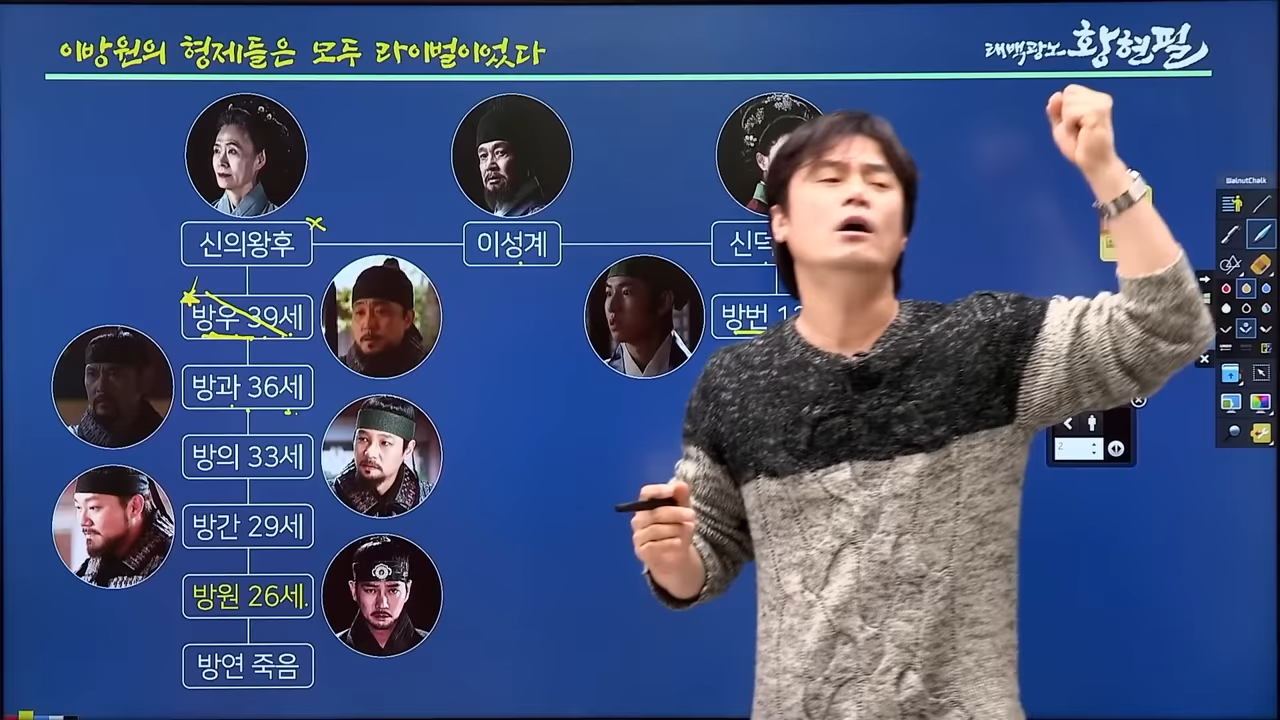 이방원의 형제들은 모두 라이벌이었다
태백광노 황현필
신의왕후
이성계
방우 39세
방번
방과 36세
방의 33세
방간 29세
방원 26세
방연 죽음
WalnutChalk
2